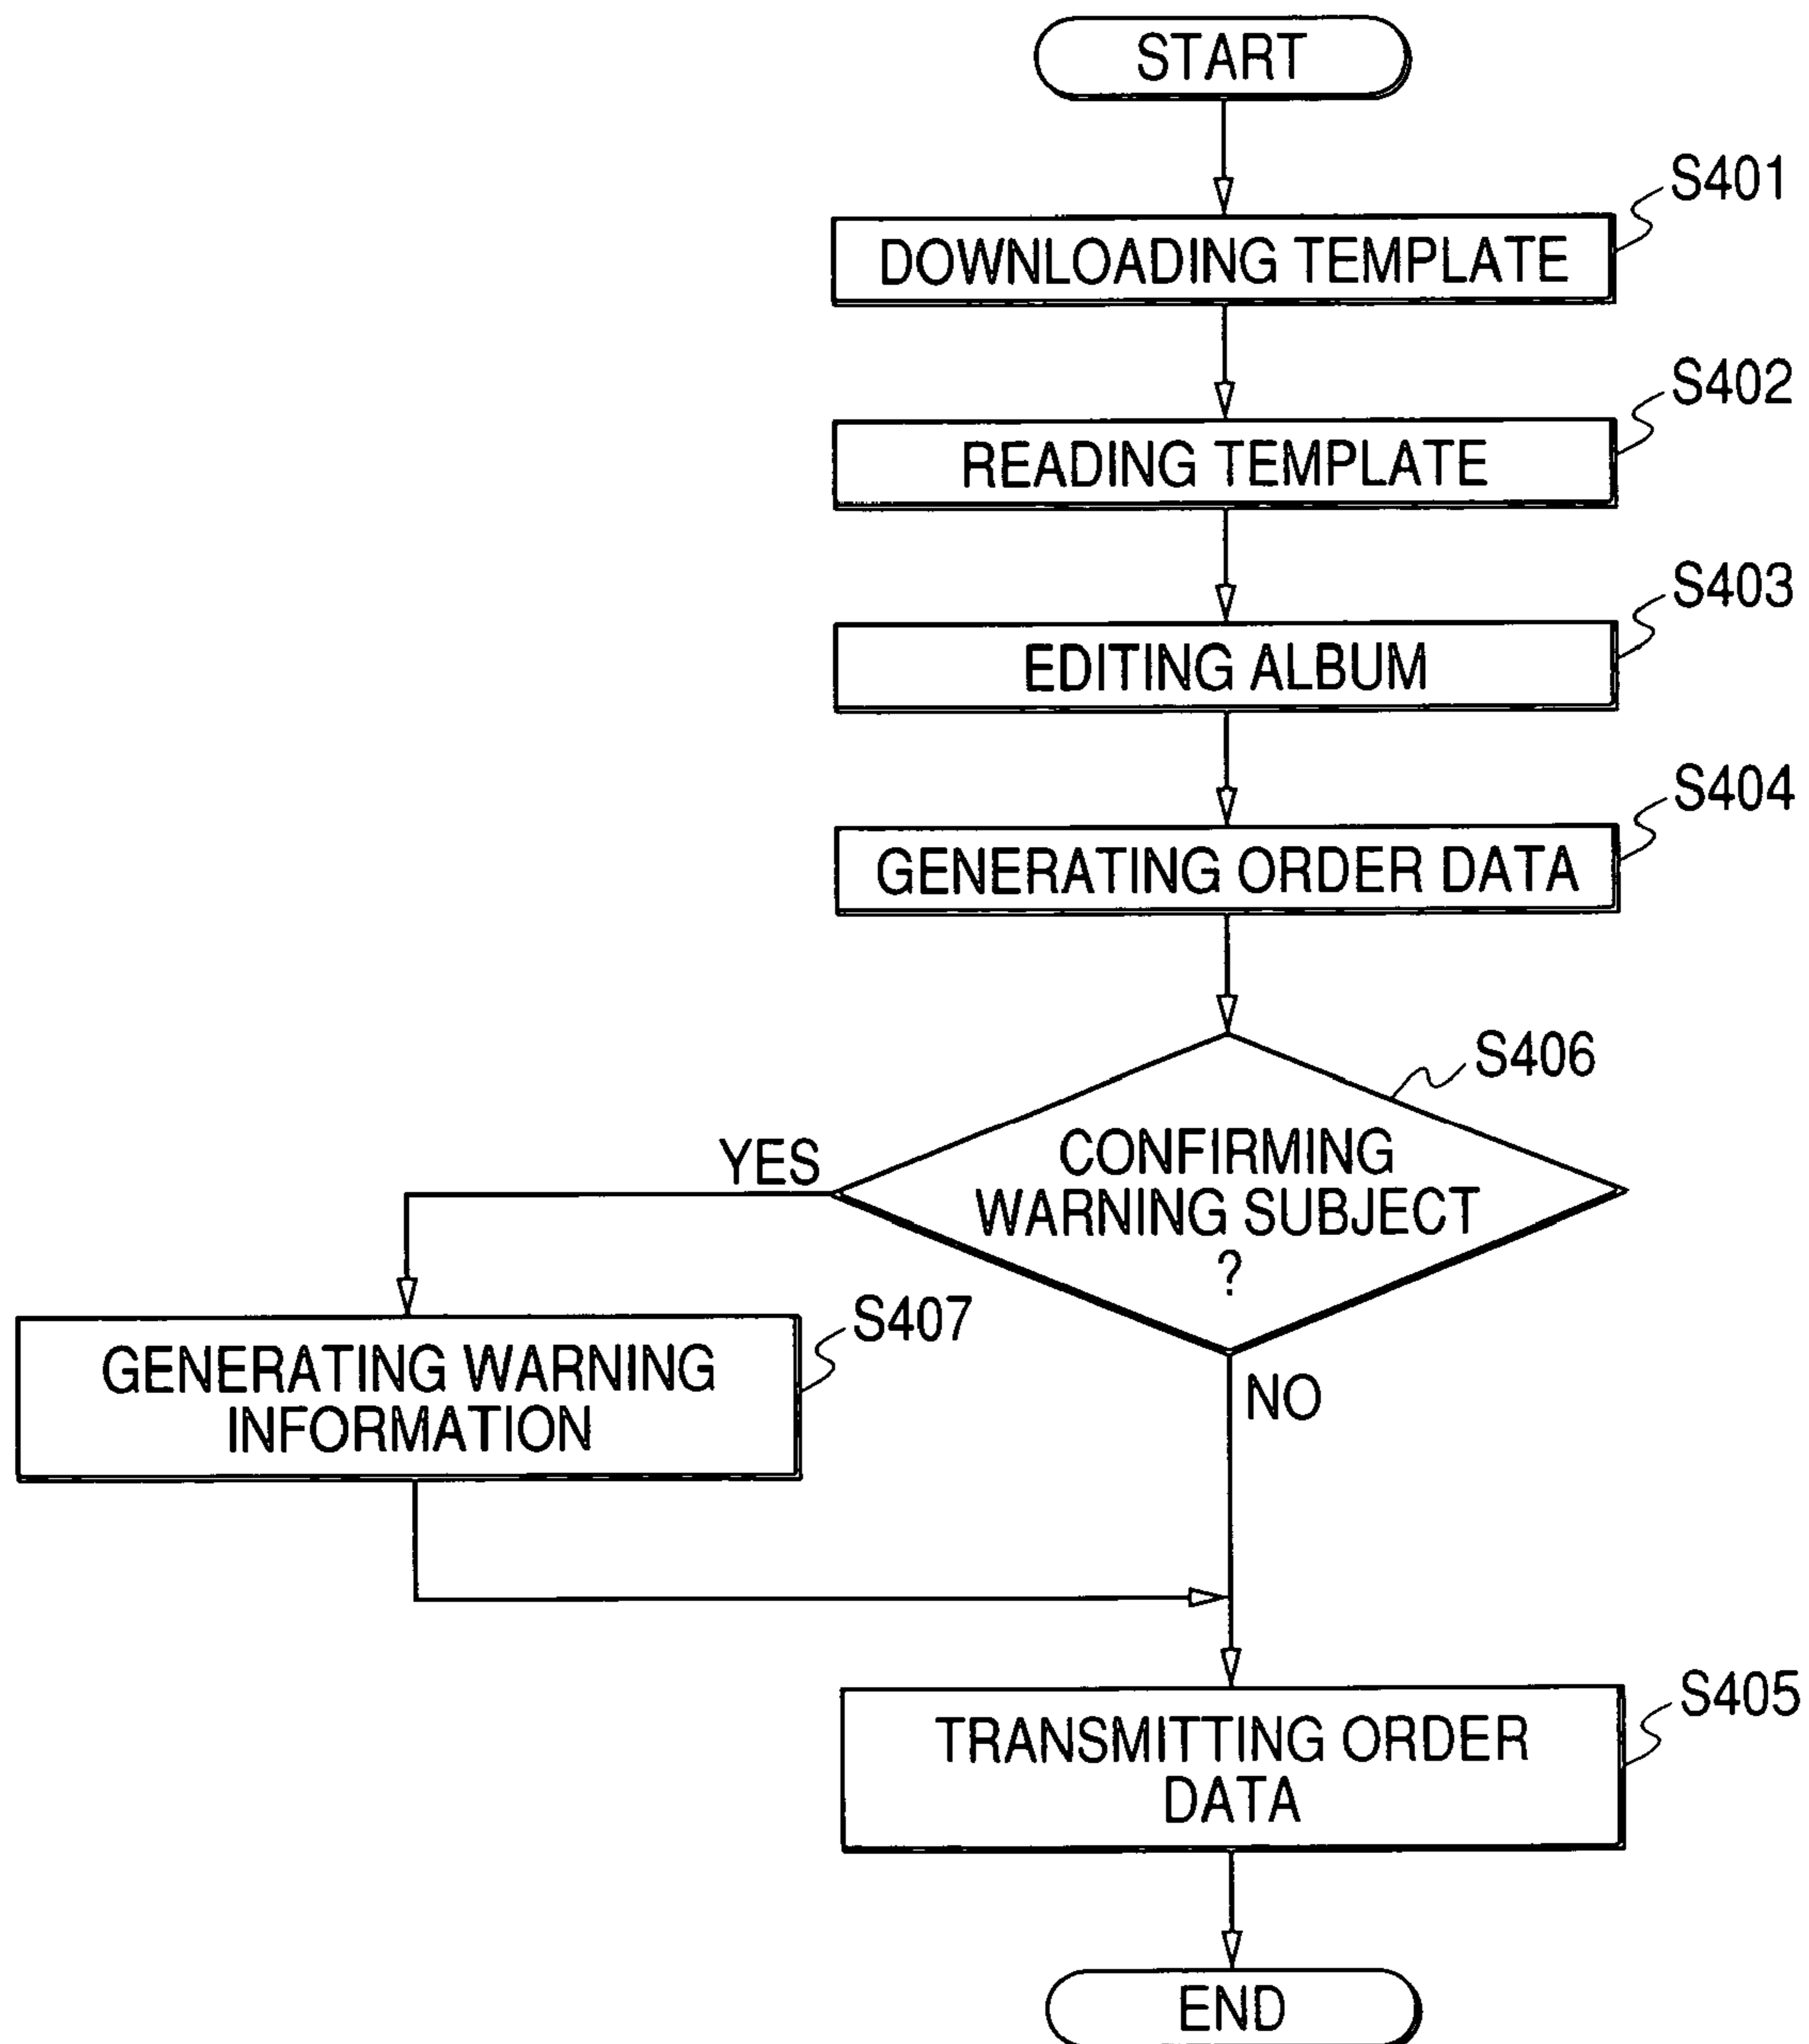 START
S401
DOWNLOADING TEMPLATE
S402
READING TEMPLATE
S403
EDITING ALBUM
S404
GENERATING ORDER DATA
S406
CONFIRMING
WARNING SUBJECT
?
YES
S407
GENERATING WARNING
INFORMATION
NO
S405
TRANSMITTING ORDER
DATA
END